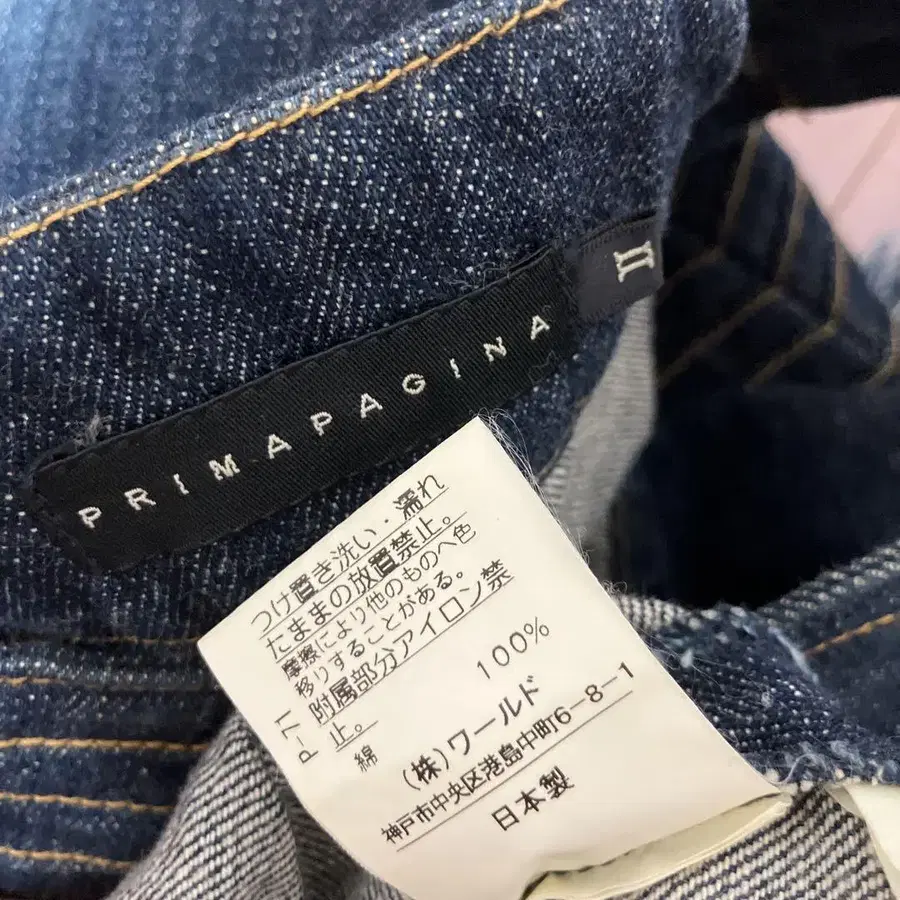 PRIMAPAGINA
II
つけ置き洗い・濡れ
たままの放置禁止。
摩擦により他のものへ色
移りすることがある。
附属部分アイロン禁
止。
P-71
綿 100%
(株)ワールド
神戸市中央区港島中町6-8-1
日本製